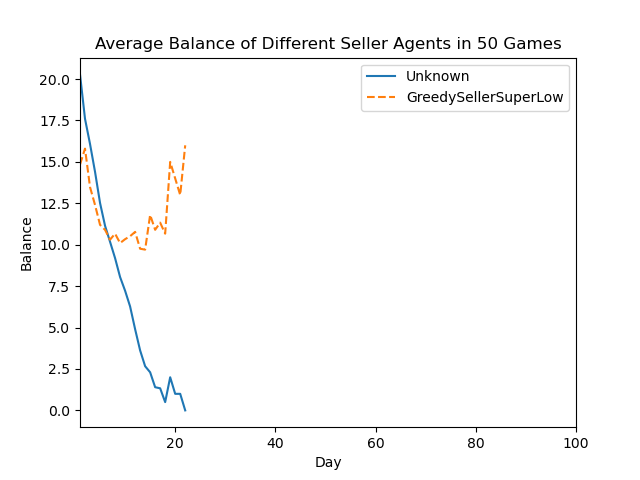 Average Balance of Different Seller Agents in 50 Games
Unknown
GreedySellerSuperLow
20.0
17.5
15.0
12.5
10.0
7.5
5.0
2.5
0.0
Balance
20
40
60
80
100
Day